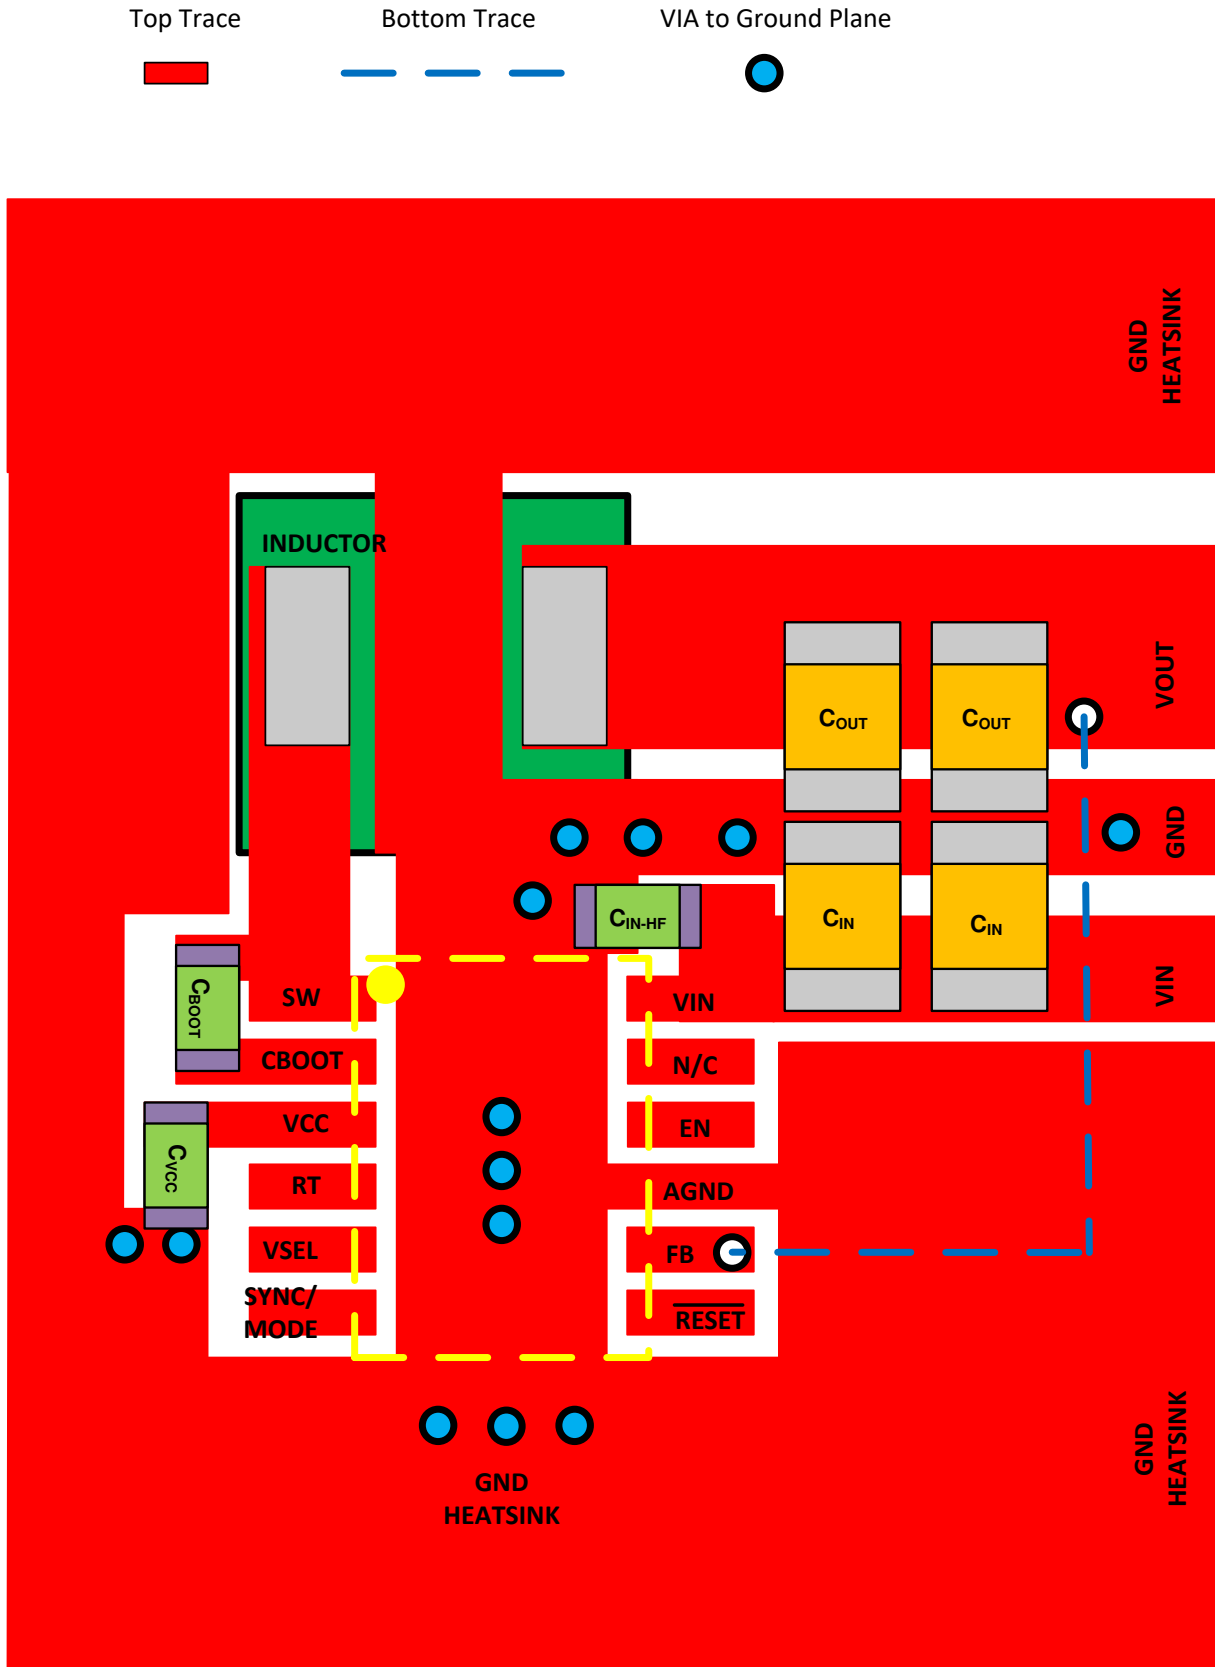 Top Trace
Bottom Trace
VIA to Ground Plane
GND
HEATSINK
INDUCTOR
VOUT
COUT
COUT
GND
CIN-HF
CIN
CIN
VIN
CBOOT
SW
VIN
CBOOT
N/C
VCC
EN
CVCC
RT
AGND
VSEL
FB
SYNC/
MODE
RESET
GND
HEATSINK
GND
HEATSINK